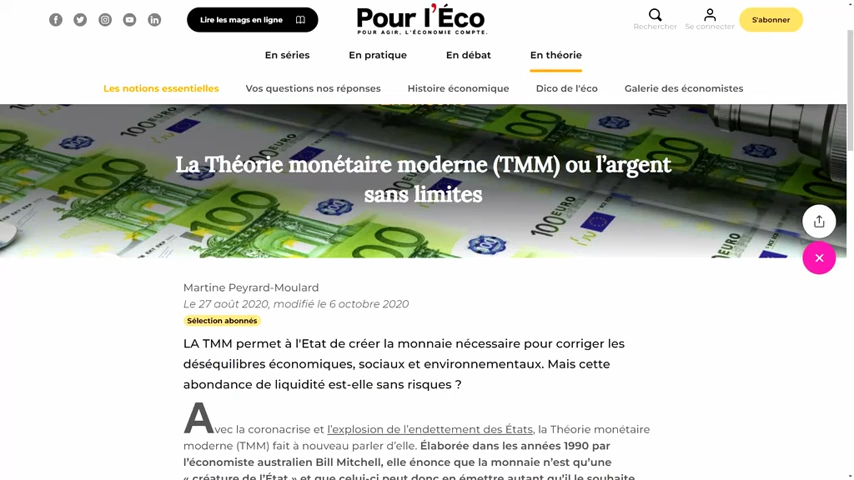 Lire les mags en ligne
Pour l'Éco
POUR AGIR, L'ÉCONOMIE COMPTE.
Rechercher
Se connecter
S'abonner
En séries
En pratique
En débat
En théorie
Les notions essentielles
Vos questions nos réponses
Histoire économique
Dico de l'éco
Galerie des économistes
La Théorie monétaire moderne (TMM) ou l'argent
sans limites
Martine Peyrard-Moulard
Le 27 août 2020, modifié le 6 octobre 2020
Sélection abonnés
LA TMM permet à l'Etat de créer la monnaie nécessaire pour corriger les
déséquilibres économiques, sociaux et environnementaux. Mais cette
abondance de liquidité est-elle sans risques ?
Avec la coronacrise et l'explosion de l'endettement des États, la Théorie monétaire
moderne (TMM) fait à nouveau parler d'elle. Élaborée dans les années 1990 par
l'économiste australien Bill Mitchell, elle énonce que la monnaie n'est qu'une
« créature de l'État » et que celui-ci peut donc en émettre autant qu'il le souhaite